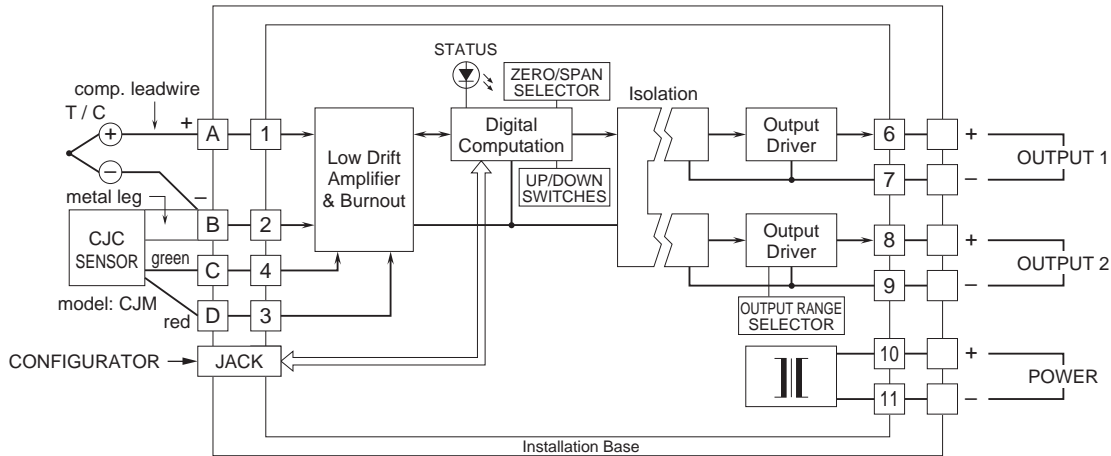 STATUS
ZERO/SPAN
SELECTOR
Isolation
comp. leadwire
T / C
+
+
A
1
Low Drift
Amplifier
& Burnout
Digital
Computation
Output
Driver
6
+
7
–
OUTPUT 1
–
–
metal leg
UP/DOWN
SWITCHES
B
2
CJC
SENSOR
green
C
4
model: CJM
red
D
3
Output
Driver
8
+
9
–
OUTPUT 2
OUTPUT RANGE
SELECTOR
CONFIGURATOR
JACK
10
+
11
–
POWER
Installation Base